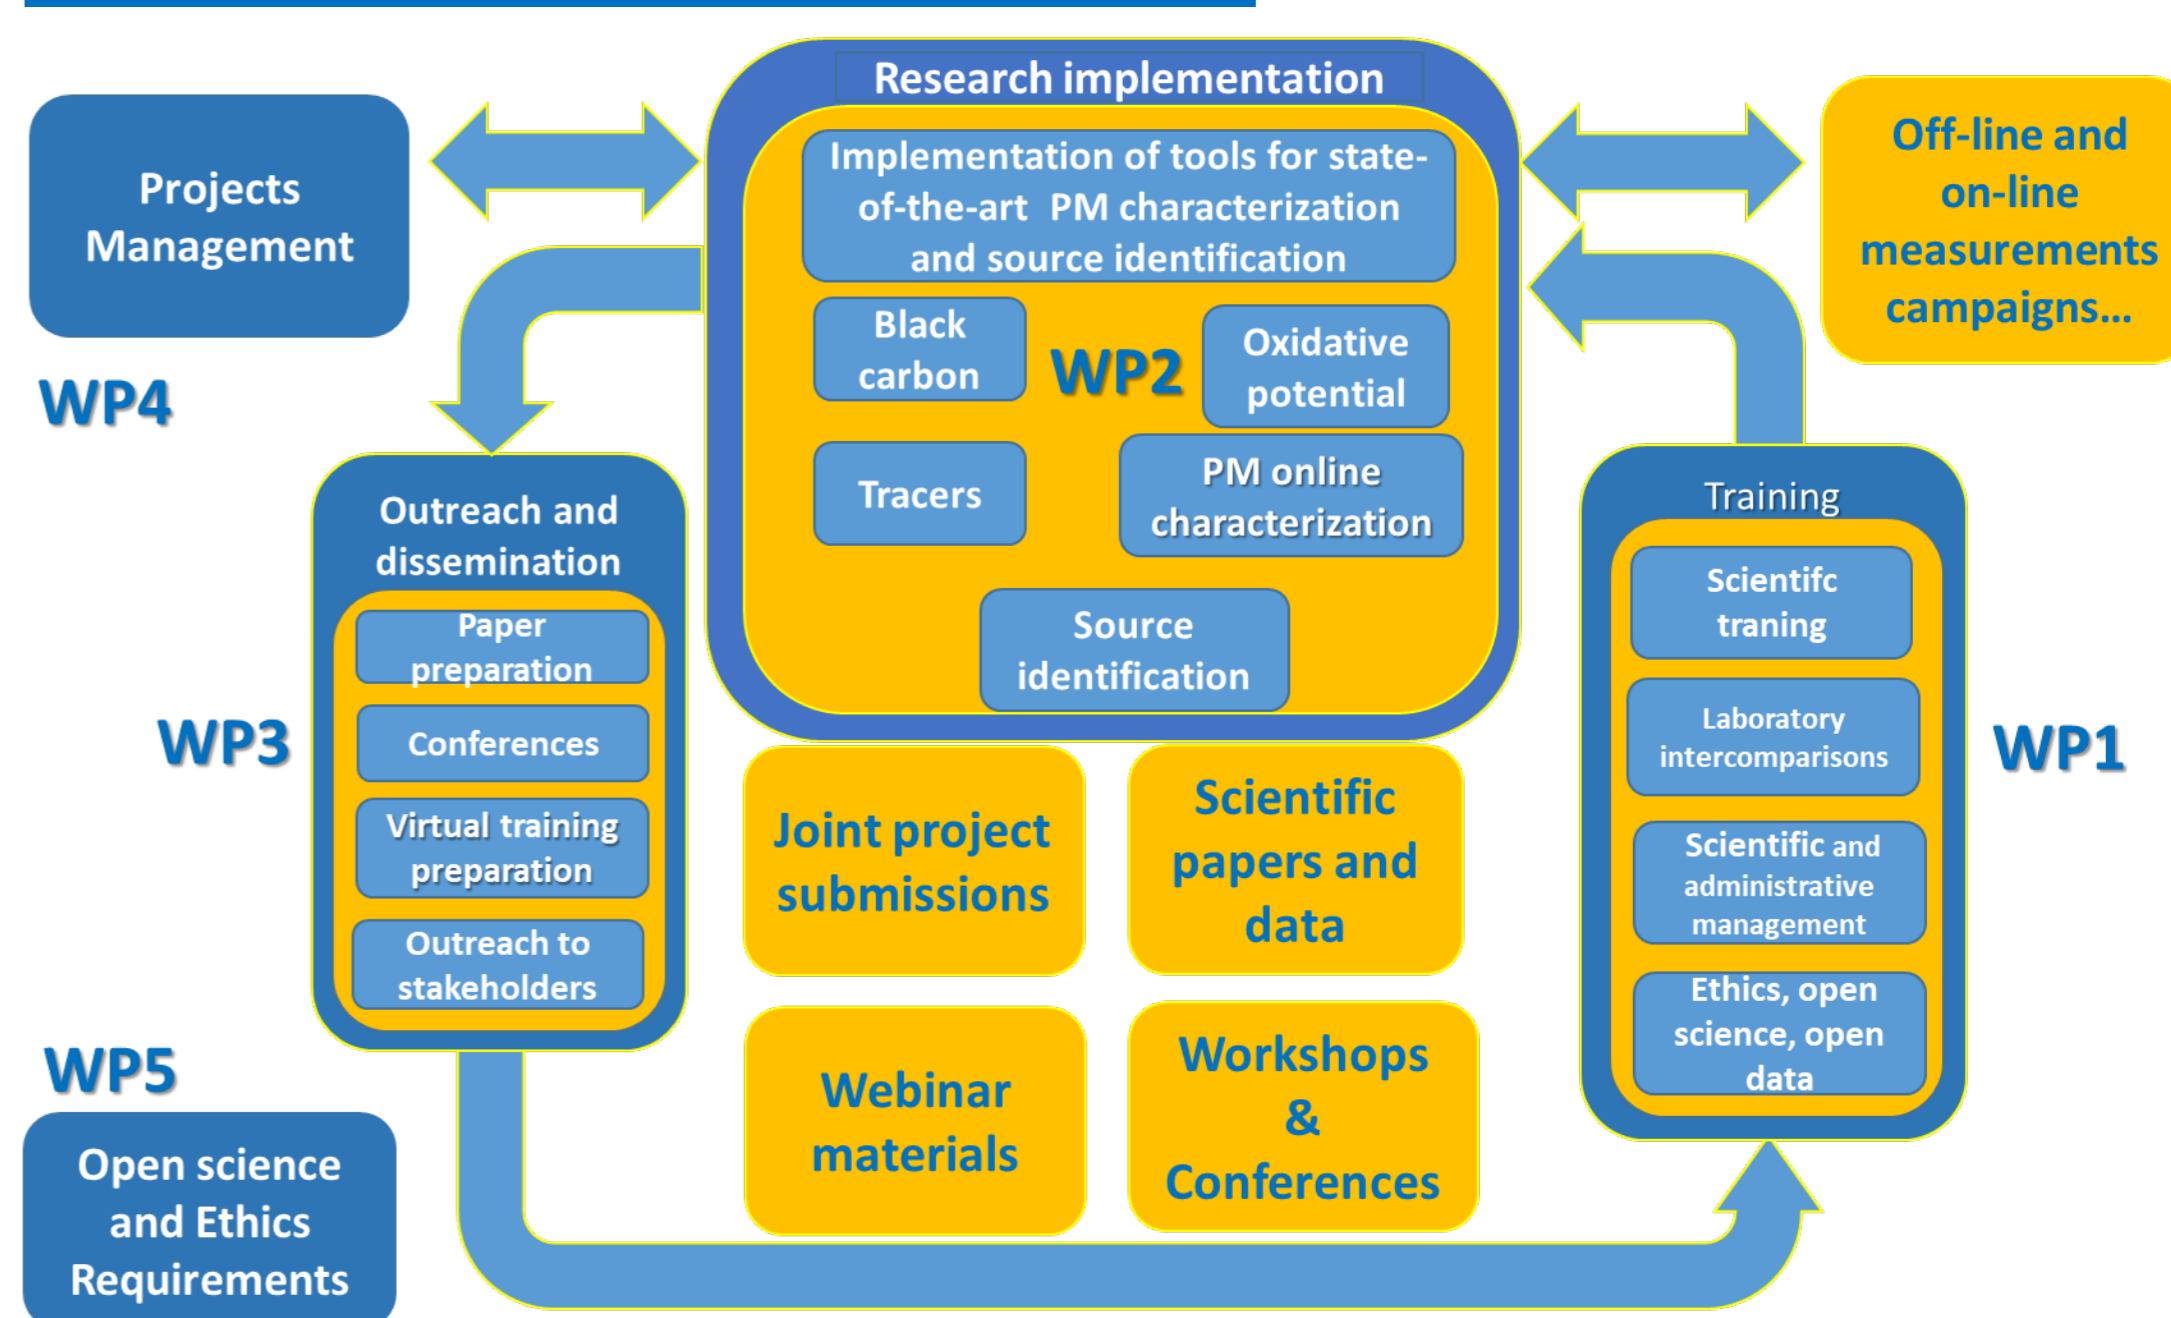 Research implementation
Projects
Management
WP4
Implementation of tools for state-
of-the-art PM characterization
and source identification
Black
carbon
WP2
Oxidative
potential
Tracers
PM online
characterization
Source
identification
Off-line and
on-line
measurements
campaigns...
Outreach and
dissemination
Paper
preparation
Conferences
Virtual training
preparation
Outreach to
stakeholders
WP3
Training
Scientifc
traning
Laboratory
intercomparisons
Scientific and
administrative
management
Ethics, open
science, open
data
WP1
Joint project
submissions
Scientific
papers and
data
Webinar
materials
Workshops
&
Conferences
WP5
Open science
and Ethics
Requirements